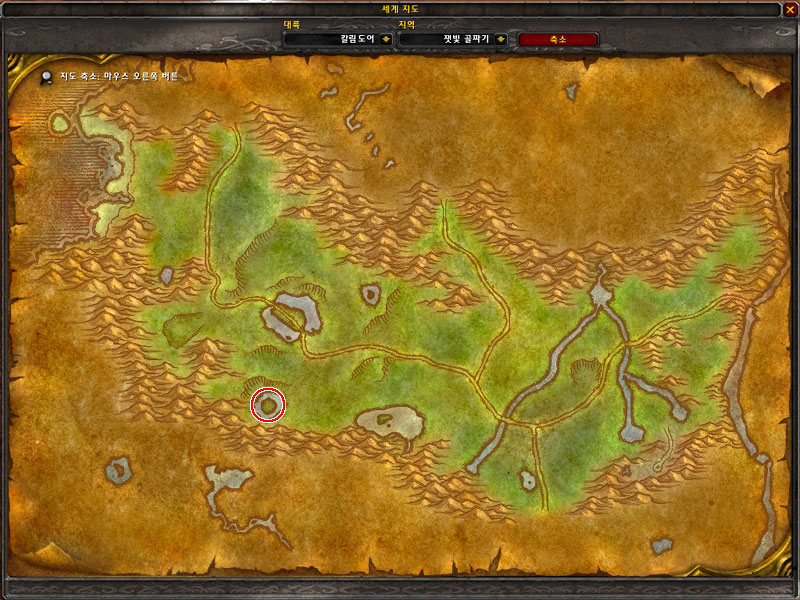 세계 지도
대륙
지역
칼림도어
잿빛 골짜기
축소
지도 축소: 마우스 오른쪽 버튼